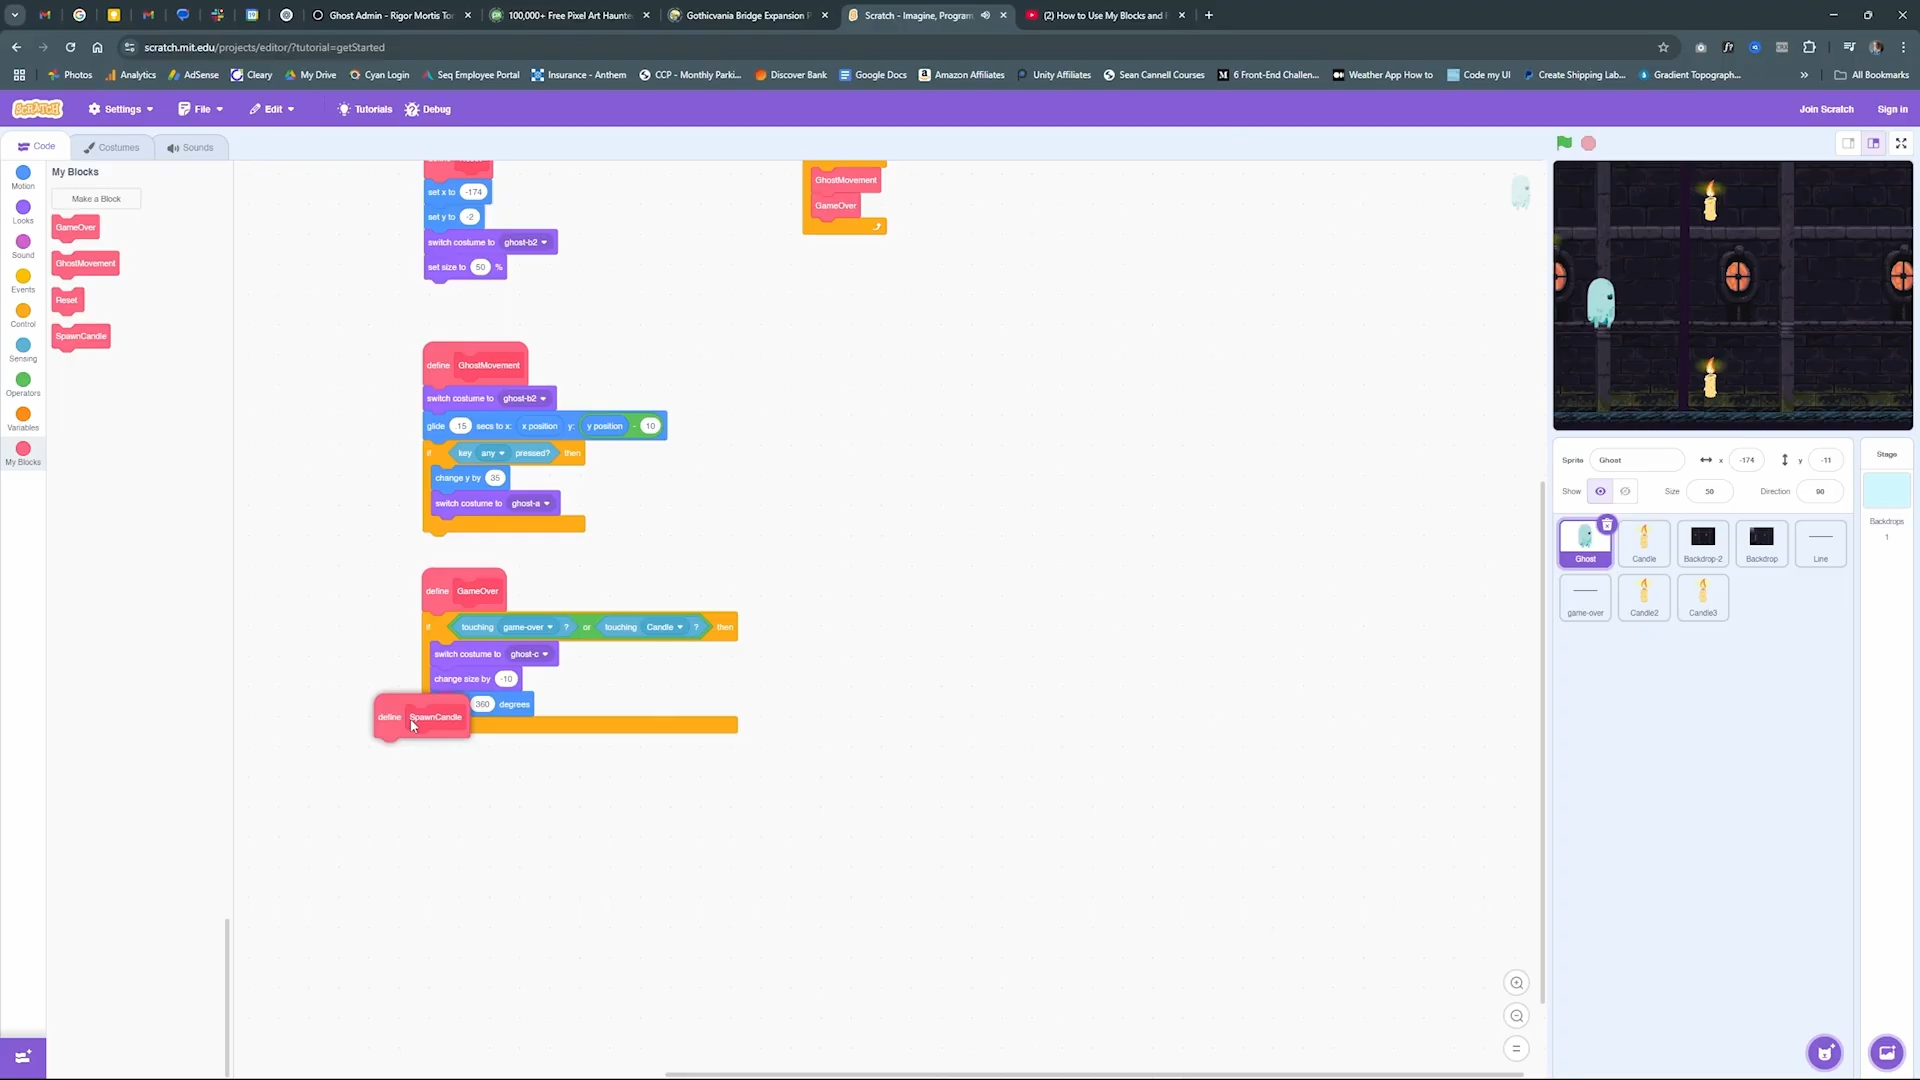 Ghost Admin - Rigor Mortis To
100,000+ Free Pixel Art Haunte
Gothicvania Bridge Expansion P
Scratch - Imagine, Program,
(2) How to Use My Blocks and F
scratch.mit.edu/projects/editor/?tutorial=getStarted
Photos
Analytics
AdSense
Cleary
My Drive
Cyan Login
Seq Employee Portal
Insurance - Anthem
CCP - Monthly Parki...
Discover Bank
Google Docs
Amazon Affiliates
Unity Affiliates
Sean Cannell Courses
6 Front-End Challen...
Weather App How to
Code my UI
Create Shipping Lab...
Gradient Topograph...
All Bookmarks
SCRATCH
Settings
File
Edit
Tutorials
Debug
Join Scratch
Sign in
Code
Costumes
Sounds
Motion
Looks
Sound
Events
Control
Sensing
Operators
Variables
My Blocks
My Blocks
Make a Block
GameOver
GhostMovement
Reset
SpawnCandle
set x to -174
set y to -2
switch costume to ghost-b2
set size to 50 %
GhostMovement
GameOver
define GhostMovement
switch costume to ghost-b2
glide .15 secs to x: x position y: y position - 10
if key any pressed? then
change y by 35
switch costume to ghost-a
define GameOver
if touching game-over ? or touching Candle ? then
switch costume to ghost-c
change size by -10
360 degrees
define SpawnCandle
Sprite Ghost x -174 y -11
Show Size 50 Direction 90
Ghost
Candle
Backdrop-2
Backdrop
Line
game-over
Candle2
Candle3
Stage
Backdrops
1